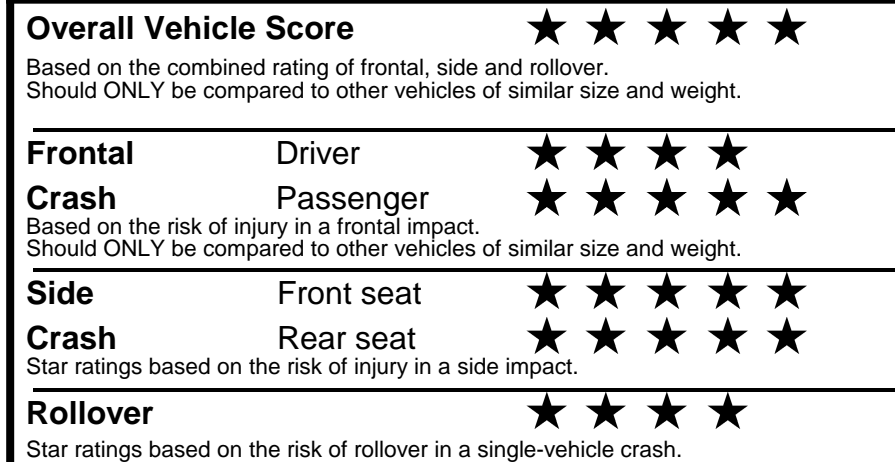 Overall Vehicle Score ★ ★ ★ ★ ★
Based on the combined rating of frontal, side and rollover.
Should ONLY be compared to other vehicles of similar size and weight.
Frontal Driver ★ ★ ★ ★
Crash Passenger ★ ★ ★ ★ ★
Based on the risk of injury in a frontal impact.
Should ONLY be compared to other vehicles of similar size and weight.
Side Front seat ★ ★ ★ ★ ★
Crash Rear seat ★ ★ ★ ★ ★
Star ratings based on the risk of injury in a side impact.
Rollover ★ ★ ★ ★
Star ratings based on the risk of rollover in a single-vehicle crash.